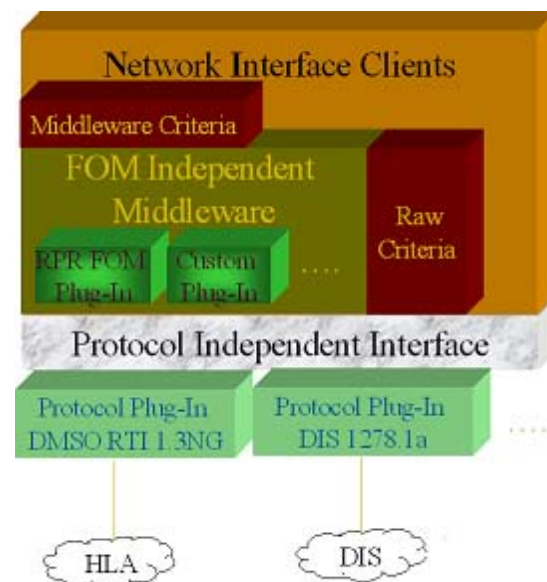 Network Interface Clients
Middleware Criteria
FOM Independent
Middleware
Raw
Criteria
RPR FOM
Plug-In
Custom
Plug-In
....
Protocol Independent Interface
Protocol Plug-In
DMSO RTI 1.3NG
Protocol Plug-In
DIS 1278.1a
....
HLA
DIS